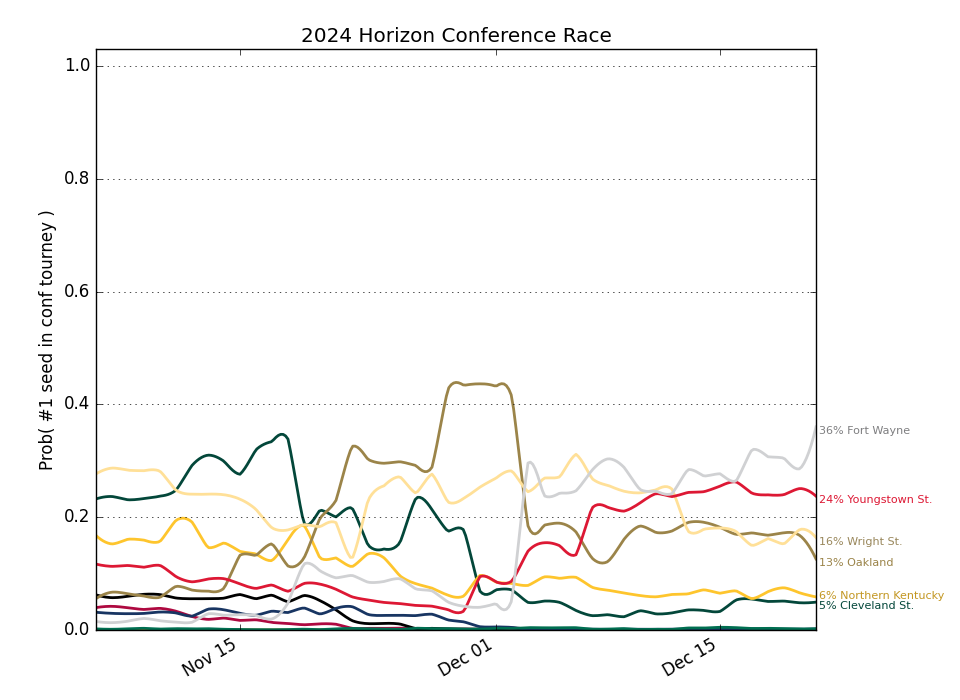 2024 Horizon Conference Race
Prob( #1 seed in conf tourney )
1.0
0.8
0.6
0.4
0.2
0.0
Nov 15
Dec 01
Dec 15
36% Fort Wayne
24% Youngstown St.
16% Wright St.
13% Oakland
6% Northern Kentucky
5% Cleveland St.